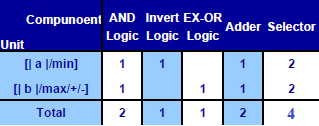 Compunoent AND Invert EX-OR Adder Selector
Unit Logic Logic Logic
[| a |/min] 1 1 1 2
[| b |/max/+/-] 1 1 1 2
Total 2 1 1 2 4